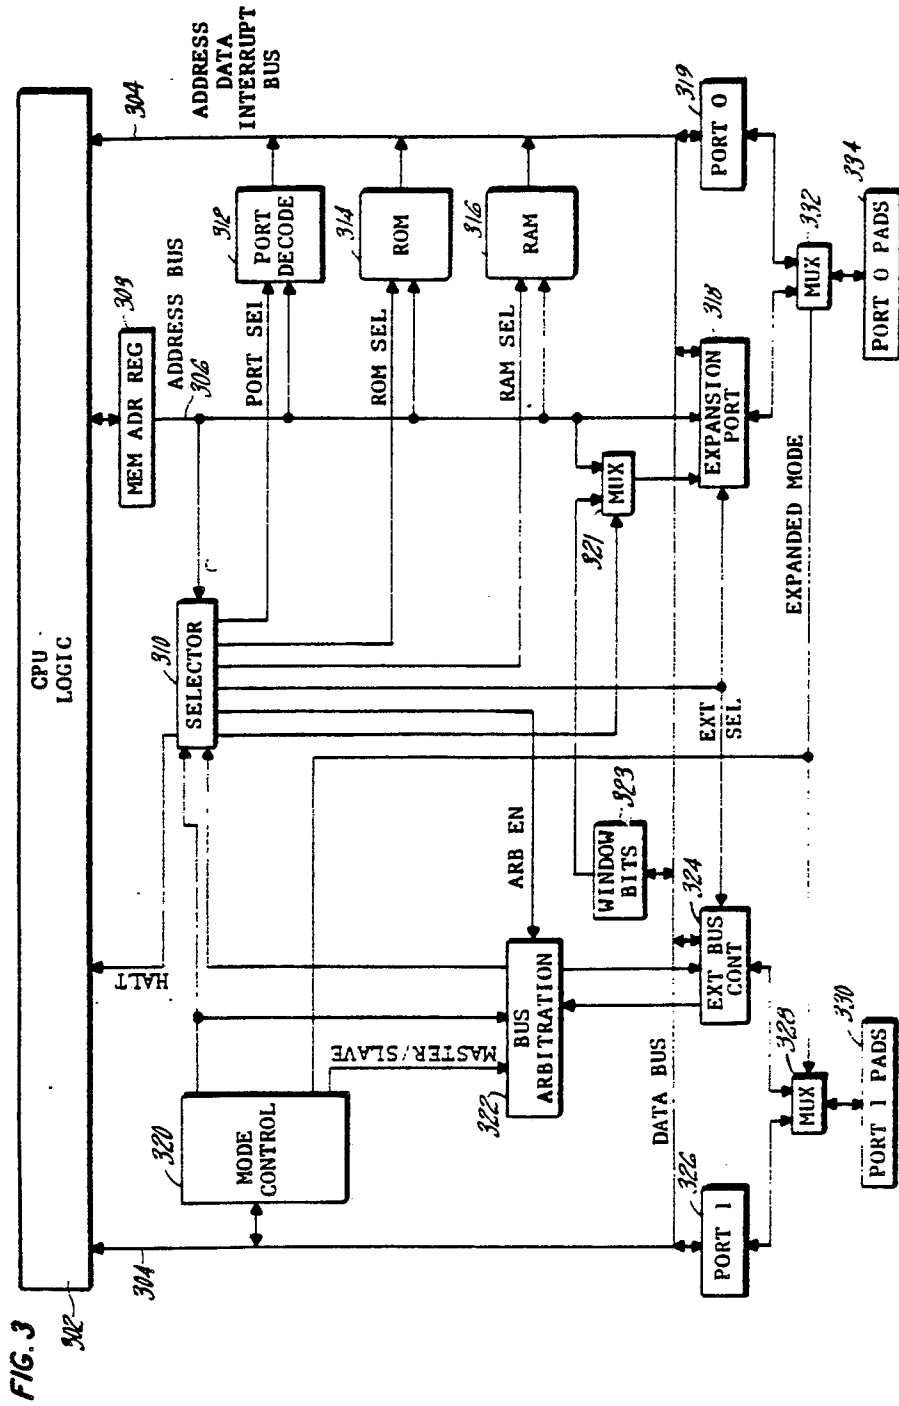 FIG. 3
302
CPU
LOGIC
304
304
ADDRESS
DATA
INTERRUPT
BUS
HALT
MEM ADR REG
309
ADDRESS BUS
306
320
MODE
CONTROL
310
SELECTOR
312
PORT
DECODE
PORT SEI
314
ROM
ROM SEL
316
RAM
RAM SEL
MASTER/SLAVE
ARB EN
322
BUS
ARBITRATION
WINDOW
BITS
323
321
MUX
DATA BUS
EXT
SEL
326
PORT 1
324
EXT BUS
CONT
318
EXPANSION
PORT
319
PORT 0
EXPANDED MODE
328
MUX
332
MUX
330
PORT 1 PADS
334
PORT 0 PADS